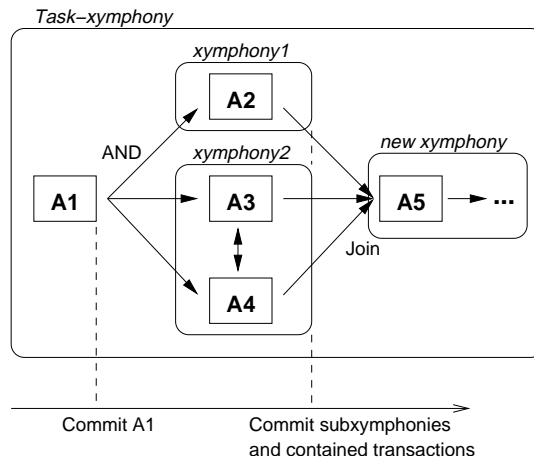 Task–xymphony
xymphony1
A2
AND
xymphony2
new xymphony
A1
A3
A5
...
Join
A4
Commit A1
Commit subxymphonies
and contained transactions